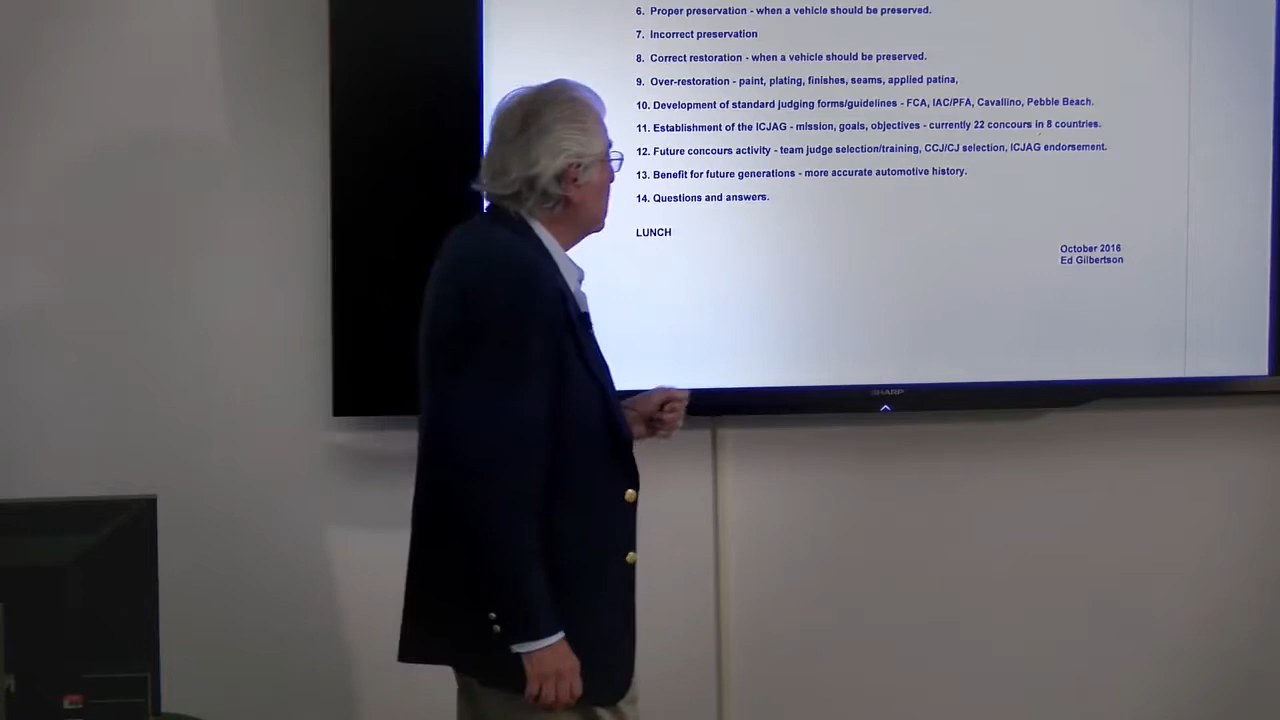 6. Proper preservation - when a vehicle should be preserved.
7. Incorrect preservation
8. Correct restoration - when a vehicle should be preserved.
9. Over-restoration - paint, plating, finishes, seams, applied patina,
10. Development of standard judging forms/guidelines - FCA, IAC/PFA, Cavallino, Pebble Beach.
11. Establishment of the ICJAG - mission, goals, objectives - currently 22 concours in 8 countries.
12. Future concours activity - team judge selection/training, CCJ/CJ selection, ICJAG endorsement.
13. Benefit for future generations - more accurate automotive history.
14. Questions and answers.
LUNCH
October 2016
Ed Gilbertson
SHARP